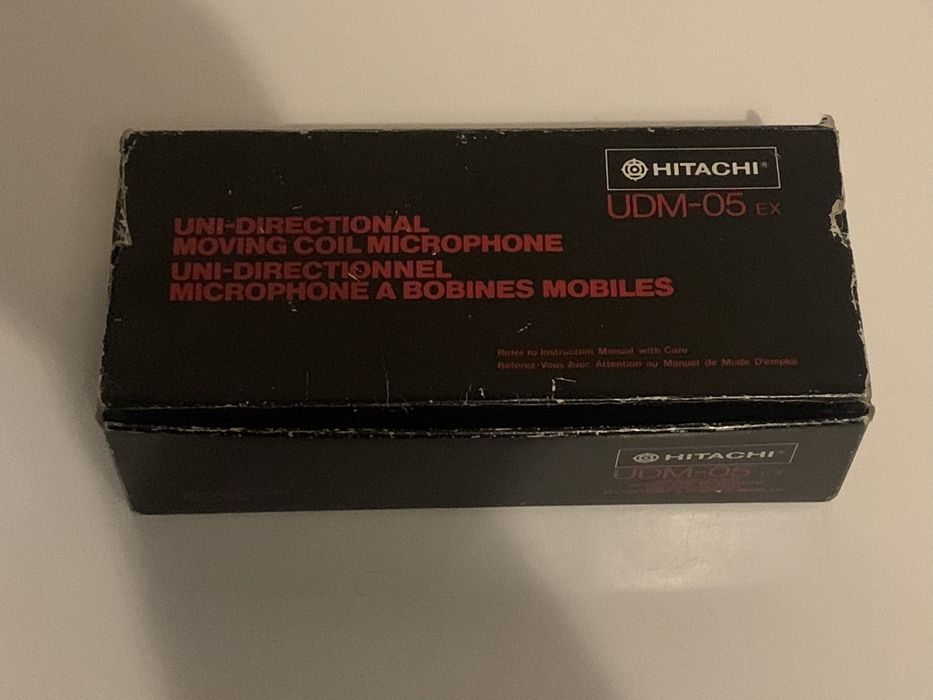 HITACHI®
UDM-05 EX
UNI-DIRECTIONAL
MOVING COIL MICROPHONE
UNI-DIRECTIONNEL
MICROPHONE A BOBINES MOBILES
Refer to Instruction Manual with Care
Referez-Vous Avec Attention au Manuel de Mode D'emploi
HITACHI®
UDM-05 EX